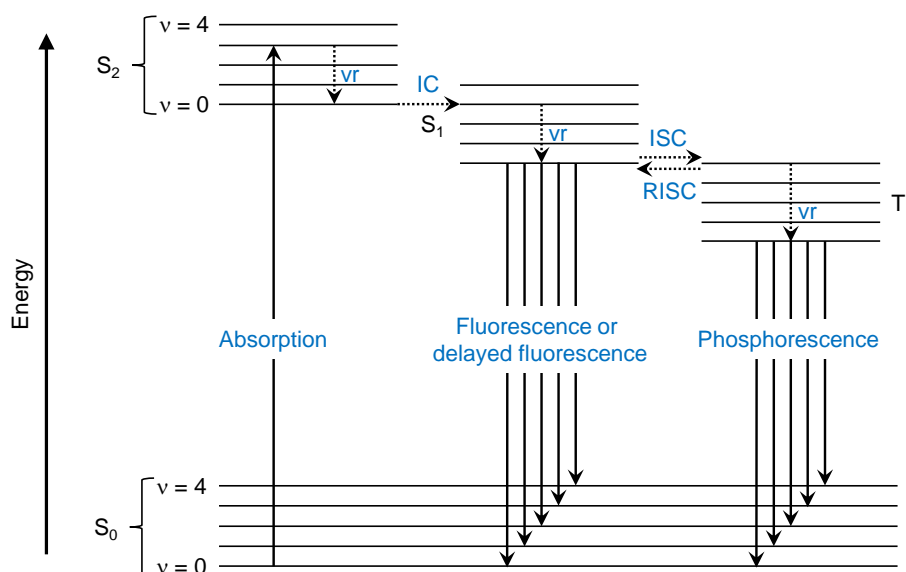 ν = 4
S2
vr
ν = 0
IC
S1
vr
ISC
RISC
T
vr
Energy
Absorption
Fluorescence or
delayed fluorescence
Phosphorescence
ν = 4
S0
ν = 0